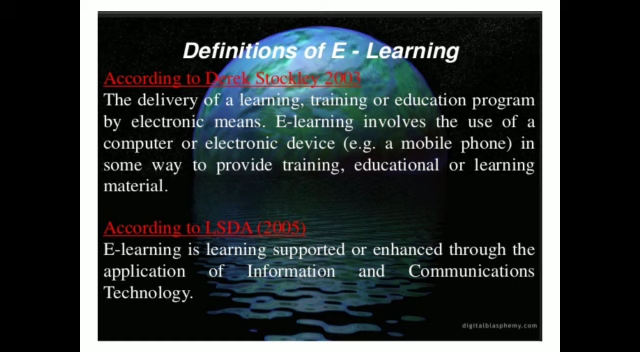 Definitions of E - Learning
According to Derek Stockley 2003
The delivery of a learning, training or education program
by electronic means. E-learning involves the use of a
computer or electronic device (e.g. a mobile phone) in
some way to provide training, educational or learning
material.
According to LSDA (2005)
E-learning is learning supported or enhanced through the
application of Information and Communications
Technology.
digitalblasphemy.com